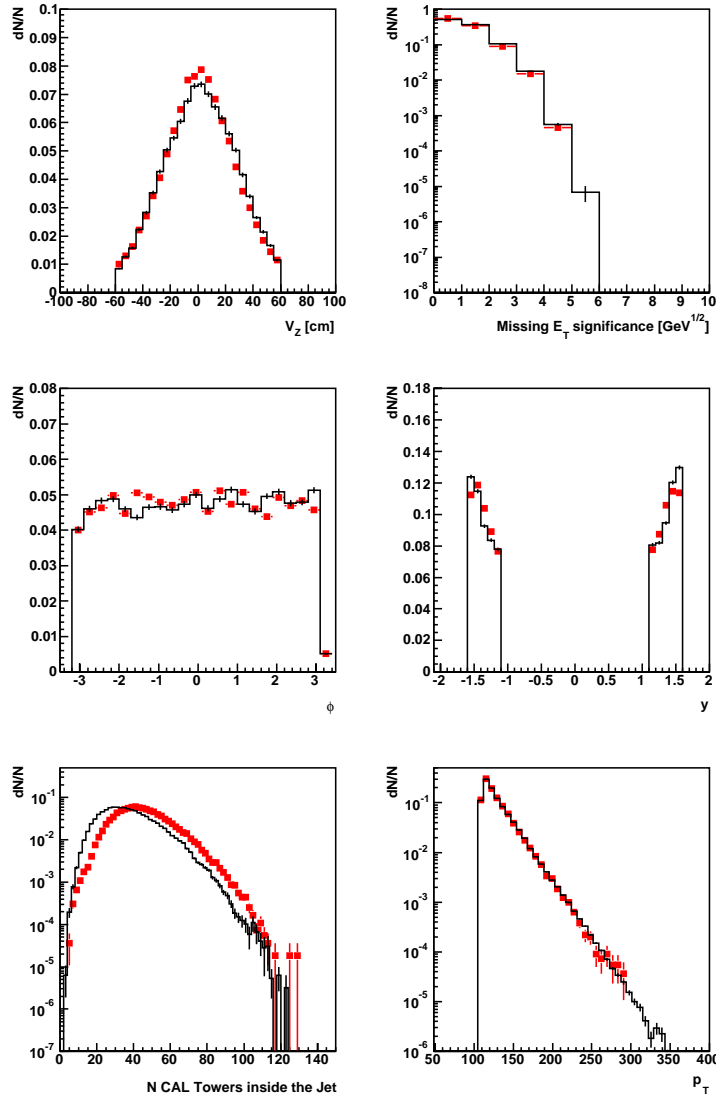 dN/N
0.1
0.09
0.08
0.07
0.06
0.05
0.04
0.03
0.02
0.01
0
-100 -80 -60 -40 -20 0 20 40 60 80 100
V_Z [cm]
dN/N
1
10^-1
10^-2
10^-3
10^-4
10^-5
10^-6
10^-7
10^-8
0 1 2 3 4 5 6 7 8 9 10
Missing E_T significance [GeV^1/2]
dN/N
0.08
0.07
0.06
0.05
0.04
0.03
0.02
0.01
0
-3 -2 -1 0 1 2 3
ϕ
dN/N
0.18
0.16
0.14
0.12
0.1
0.08
0.06
0.04
0.02
0
-2 -1.5 -1 -0.5 0 0.5 1 1.5 2
y
dN/N
10^-1
10^-2
10^-3
10^-4
10^-5
10^-6
10^-7
0 20 40 60 80 100 120 140
N CAL Towers inside the Jet
dN/N
10^-1
10^-2
10^-3
10^-4
10^-5
10^-6
50 100 150 200 250 300 350 400
p_T